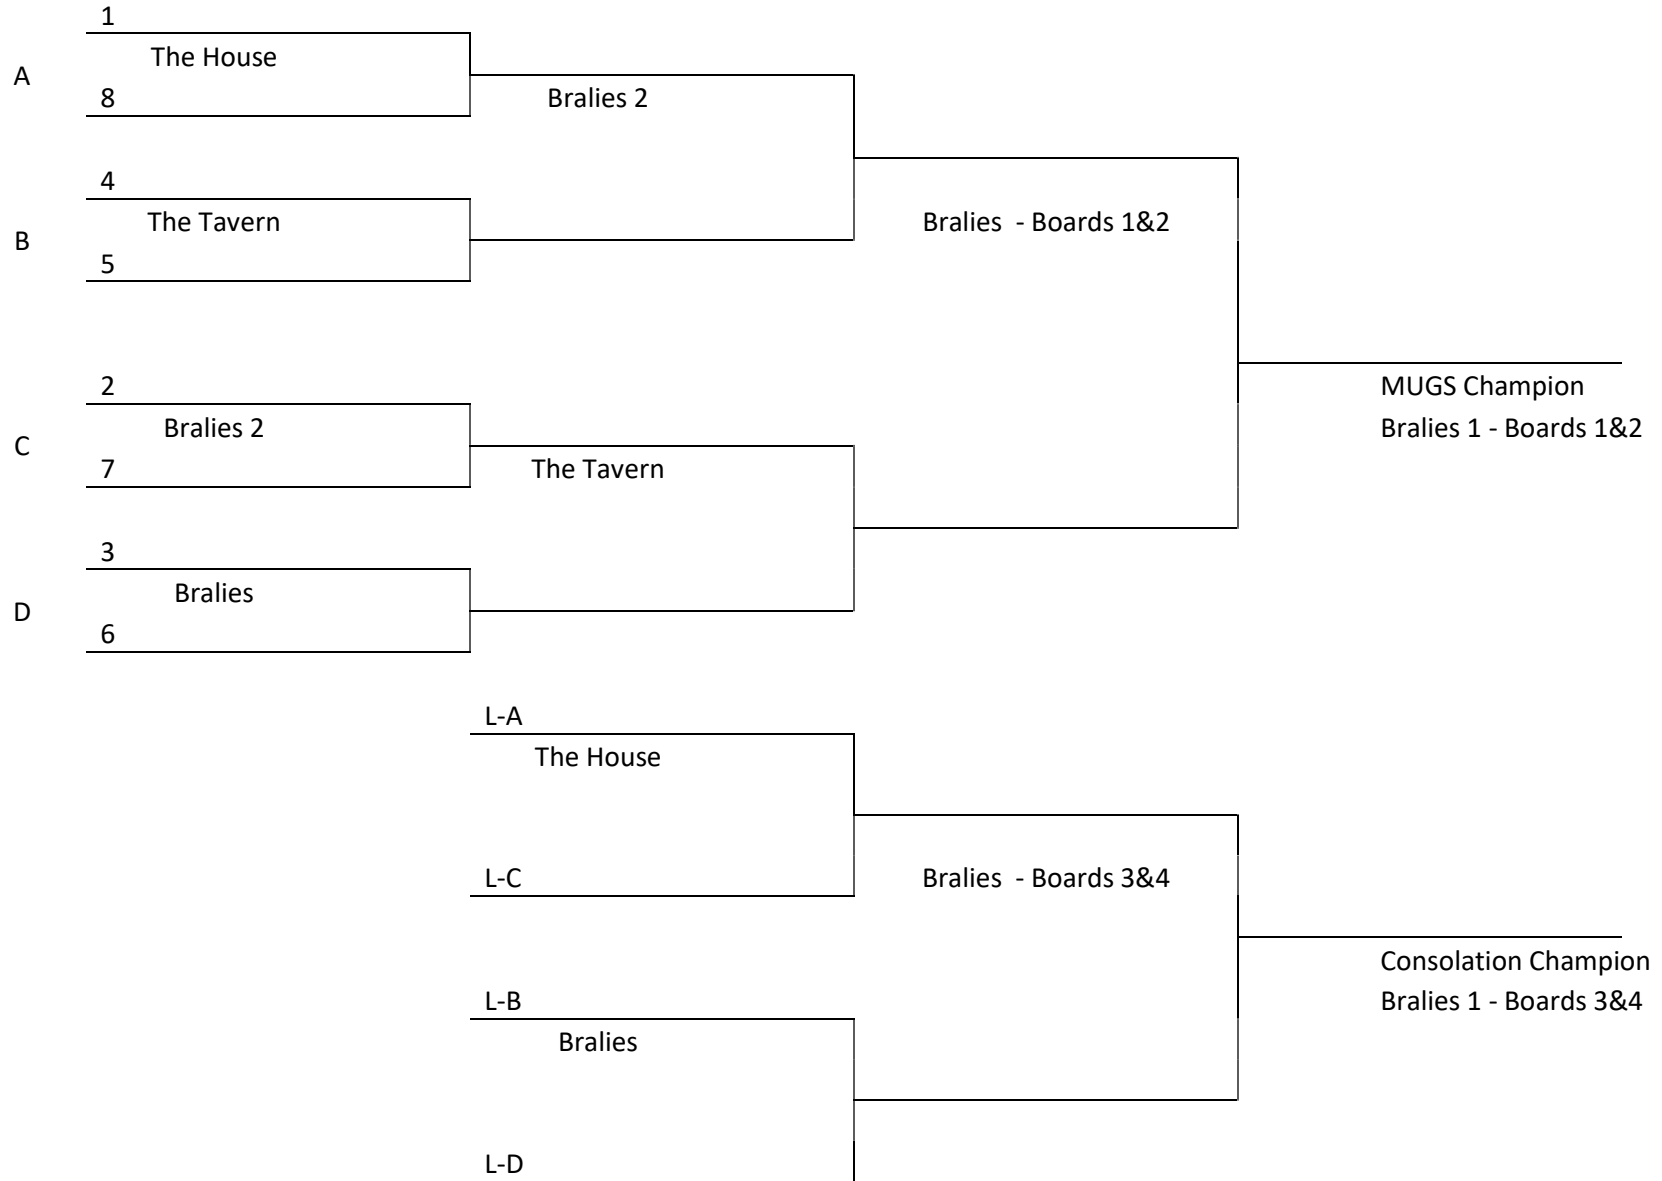 1
The House
A
8
Bralies 2
4
The Tavern
Bralies  - Boards 1&2
B
5
2
MUGS Champion
Bralies 2
Bralies 1 - Boards 1&2
C
7
The Tavern
3
Bralies
D
6
L-A
The House
L-C
Bralies  - Boards 3&4
Consolation Champion
L-B
Bralies 1 - Boards 3&4
Bralies
L-D